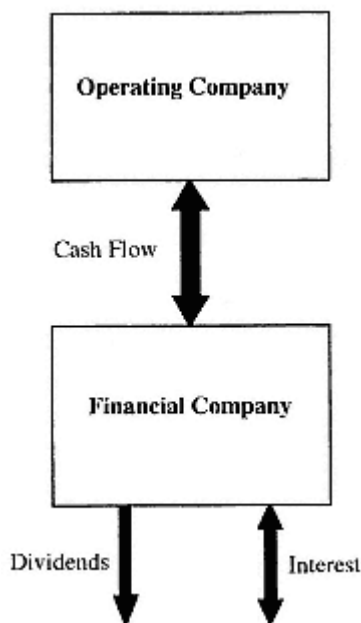 Operating Company
Cash Flow
Financial Company
Dividends
Interest